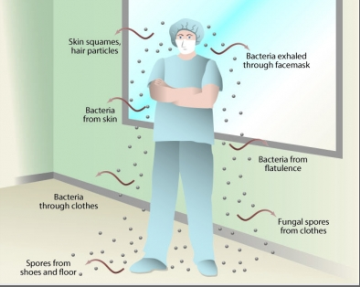 Skin squames,
hair particles
Bacteria exhaled
through facemask
Bacteria
from skin
Bacteria from
flatulence
Bacteria
through clothes
Fungal spores
from clothes
Spores from
shoes and floor